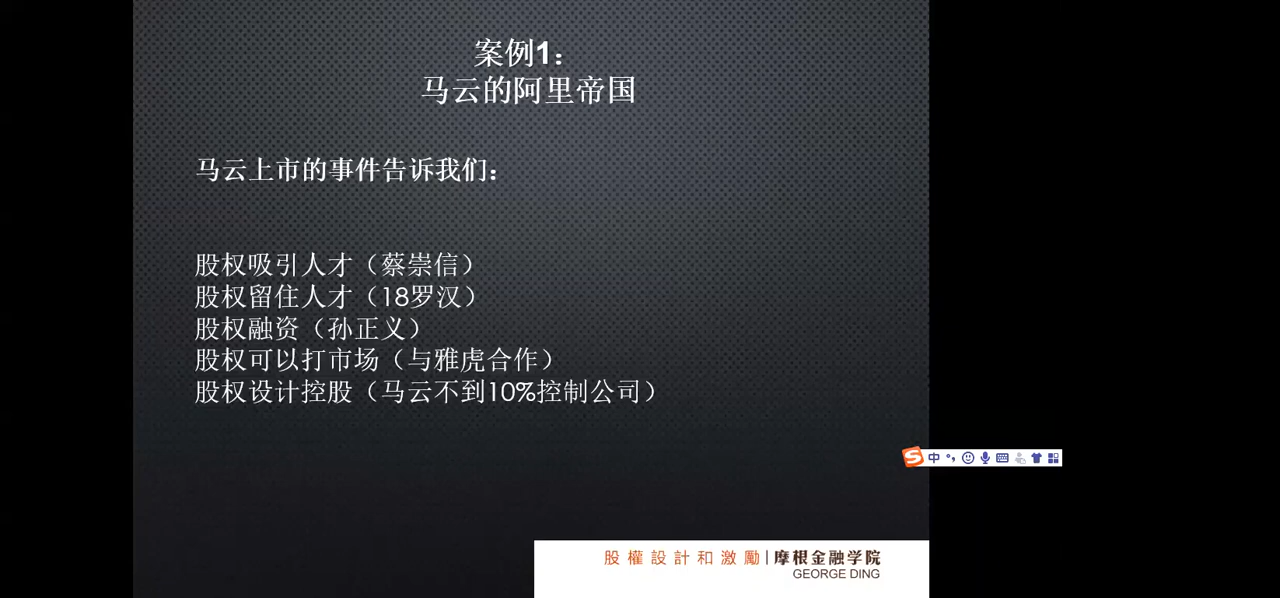 案例1：
马云的阿里帝国
马云上市的事件告诉我们：
股权吸引人才（蔡崇信）
股权留住人才（18罗汉）
股权融资（孙正义）
股权可以打市场（与雅虎合作）
股权设计控股（马云不到10%控制公司）
中
股權設計和激勵|摩根金融学院
GEORGE DING